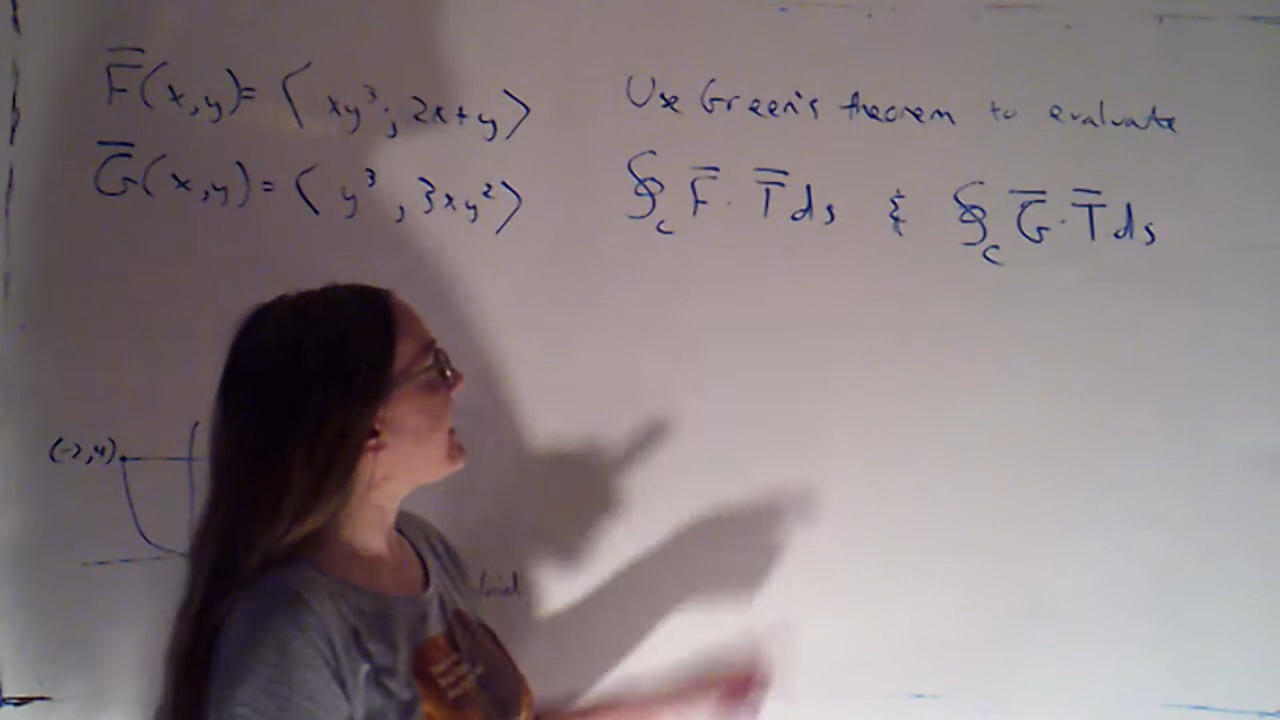 F̅(x,y)= ⟨ xy³, 2x+y ⟩
G̅(x,y) = ⟨ y³, 3xy² ⟩
Use Green's theorem to evaluate
∮_c F̅ · T̅ ds & ∮_c G̅ · T̅ ds
(-2,4)